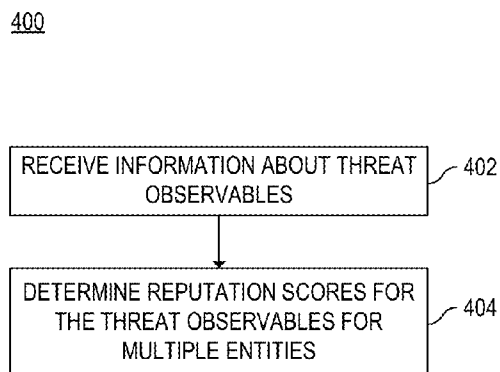 400
RECEIVE INFORMATION ABOUT THREAT
OBSERVABLES
402
DETERMINE REPUTATION SCORES FOR
THE THREAT OBSERVABLES FOR
MULTIPLE ENTITIES
404